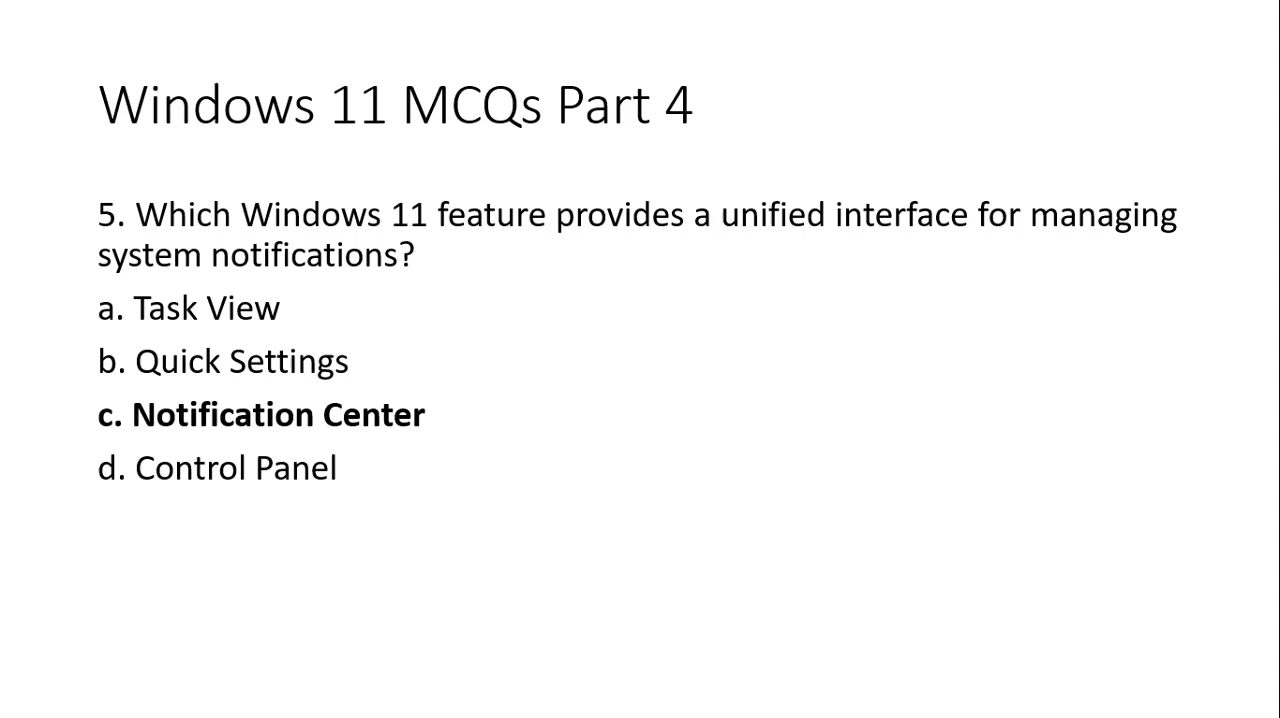 Windows 11 MCQs Part 4
5. Which Windows 11 feature provides a unified interface for managing
system notifications?
a. Task View
b. Quick Settings
c. Notification Center
d. Control Panel